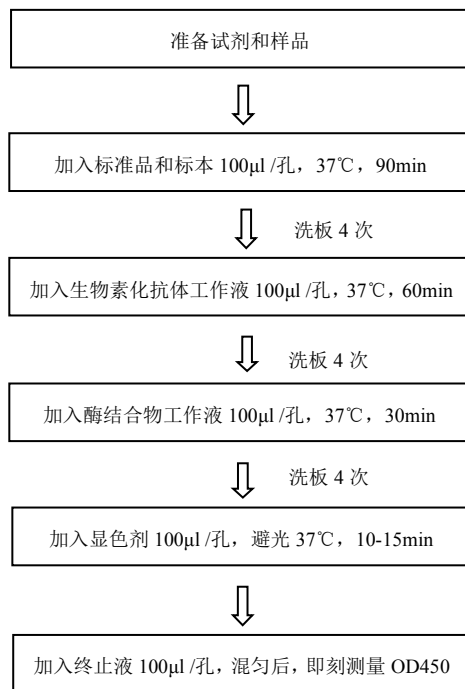 准备试剂和样品
加入标准品和标本 100μl /孔，37℃，90min
洗板 4 次
加入生物素化抗体工作液 100μl /孔，37℃，60min
洗板 4 次
加入酶结合物工作液 100μl /孔，37℃，30min
洗板 4 次
加入显色剂 100μl /孔，避光 37℃，10-15min
加入终止液 100μl /孔，混匀后，即刻测量 OD450